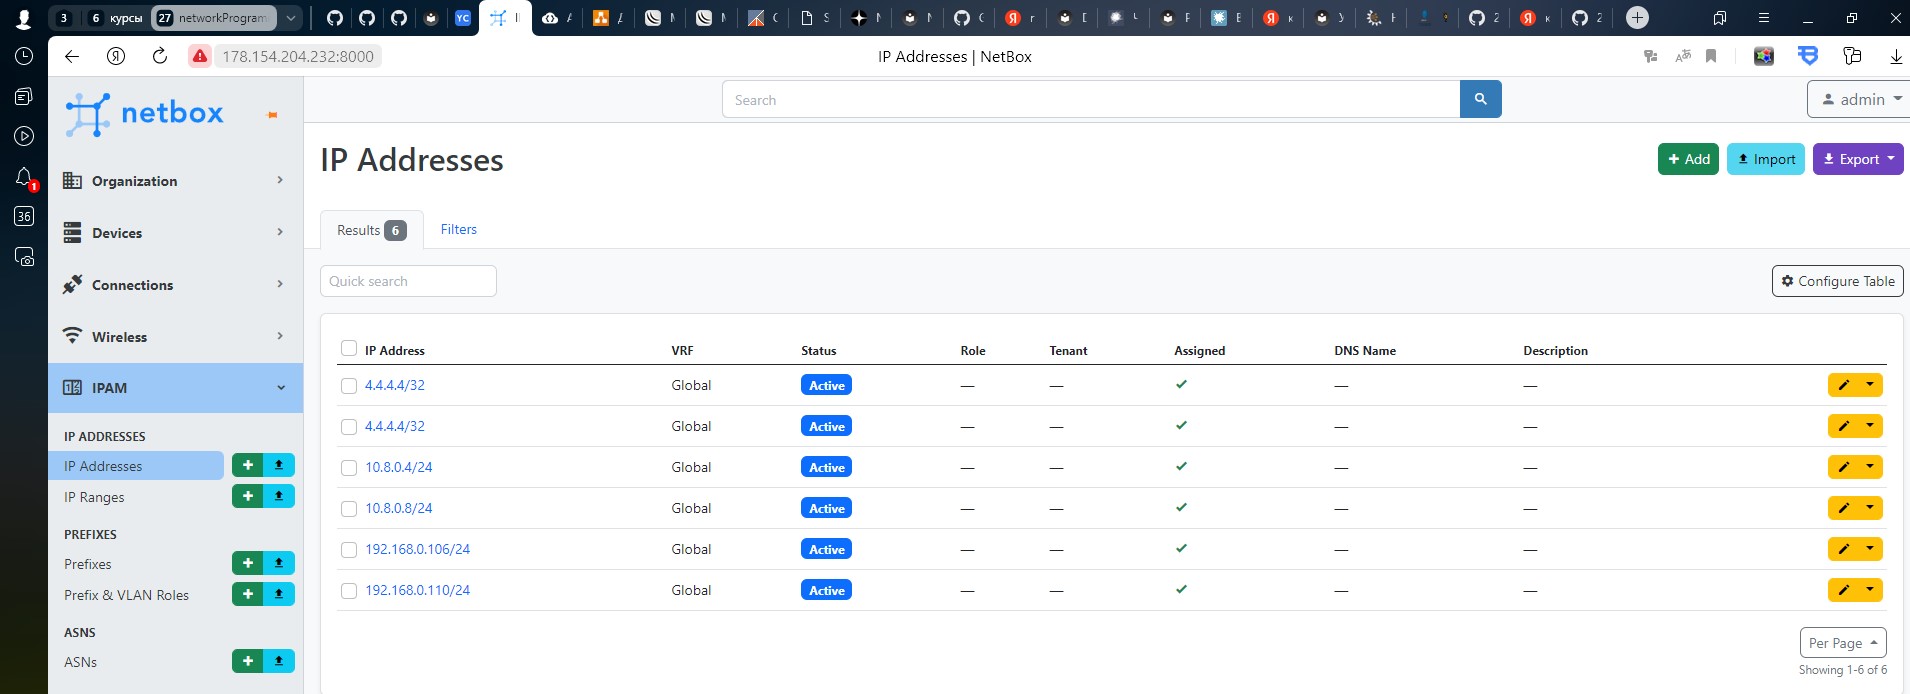 3 6 курсы 27 networkProgram
178.154.204.232:8000 IP Addresses | NetBox
1
36
netbox
Search
admin
IP Addresses
Add Import Export
Organization
Devices
Connections
Wireless
IPAM
IP ADDRESSES
IP Addresses
IP Ranges
PREFIXES
Prefixes
Prefix & VLAN Roles
ASNS
ASNs
Results 6 Filters
Quick search
Configure Table
IP Address VRF Status Role Tenant Assigned DNS Name Description
4.4.4.4/32 Global Active — — — —
4.4.4.4/32 Global Active — — — —
10.8.0.4/24 Global Active — — — —
10.8.0.8/24 Global Active — — — —
192.168.0.106/24 Global Active — — — —
192.168.0.110/24 Global Active — — — —
Per Page
Showing 1-6 of 6